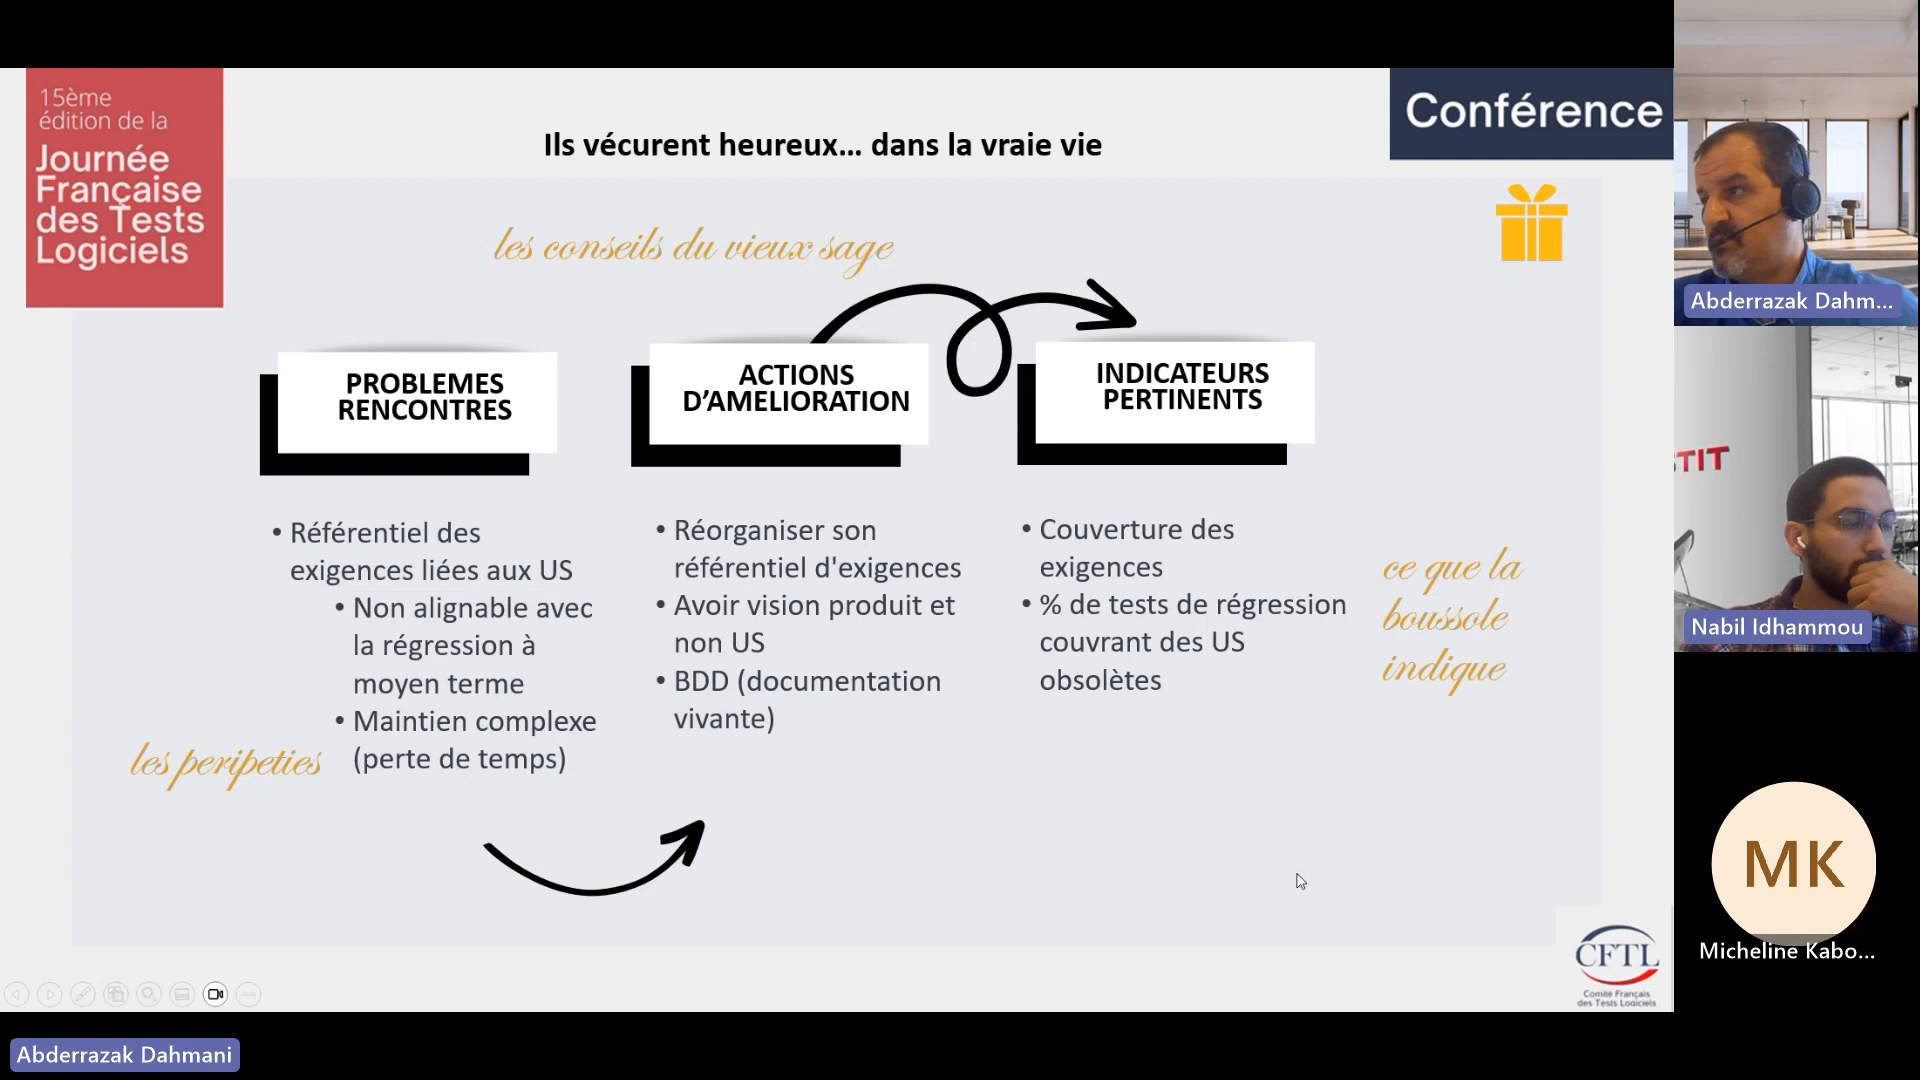 15ème
édition de la
Journée
Française
des Tests
Logiciels
Conférence
Ils vécurent heureux... dans la vraie vie
les conseils du vieux sage
PROBLEMES
RENCONTRES
ACTIONS
D’AMELIORATION
INDICATEURS
PERTINENTS
• Référentiel des
exigences liées aux US
• Non alignable avec
la régression à
moyen terme
• Maintien complexe
(perte de temps)
les peripeties
• Réorganiser son
référentiel d'exigences
• Avoir vision produit et
non US
• BDD (documentation
vivante)
• Couverture des
exigences
• % de tests de régression
couvrant des US
obsolètes
ce que la
boussole
indique
CFTL
Comité Français
des Tests Logiciels
Abderrazak Dahm...
TIT
Nabil Idhammou
MK
Micheline Kabo...
Abderrazak Dahmani